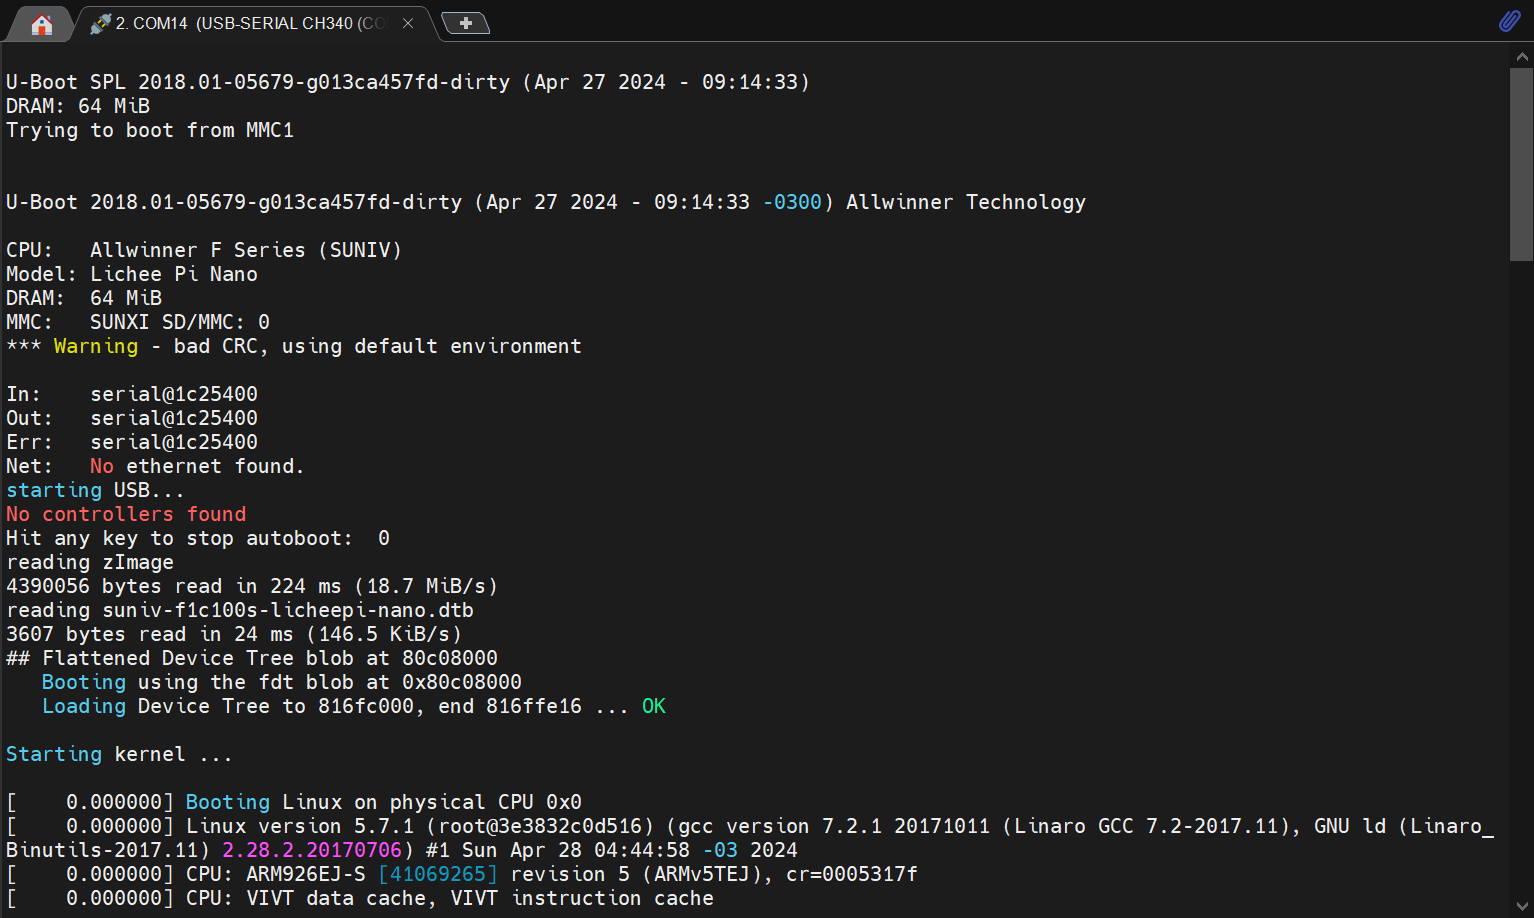 2. COM14 (USB-SERIAL CH340 (CO
U-Boot SPL 2018.01-05679-g013ca457fd-dirty (Apr 27 2024 - 09:14:33)
DRAM: 64 MiB
Trying to boot from MMC1
U-Boot 2018.01-05679-g013ca457fd-dirty (Apr 27 2024 - 09:14:33 -0300) Allwinner Technology
CPU:   Allwinner F Series (SUNIV)
Model: Lichee Pi Nano
DRAM:  64 MiB
MMC:   SUNXI SD/MMC: 0
*** Warning - bad CRC, using default environment
In:    serial@1c25400
Out:   serial@1c25400
Err:   serial@1c25400
Net:   No ethernet found.
starting USB...
No controllers found
Hit any key to stop autoboot:  0
reading zImage
4390056 bytes read in 224 ms (18.7 MiB/s)
reading suniv-f1c100s-licheepi-nano.dtb
3607 bytes read in 24 ms (146.5 KiB/s)
## Flattened Device Tree blob at 80c08000
   Booting using the fdt blob at 0x80c08000
   Loading Device Tree to 816fc000, end 816ffe16 ... OK
Starting kernel ...
[    0.000000] Booting Linux on physical CPU 0x0
[    0.000000] Linux version 5.7.1 (root@3e3832c0d516) (gcc version 7.2.1 20171011 (Linaro GCC 7.2-2017.11), GNU ld (Linaro_
Binutils-2017.11) 2.28.2.20170706) #1 Sun Apr 28 04:44:58 -03 2024
[    0.000000] CPU: ARM926EJ-S [41069265] revision 5 (ARMv5TEJ), cr=0005317f
[    0.000000] CPU: VIVT data cache, VIVT instruction cache